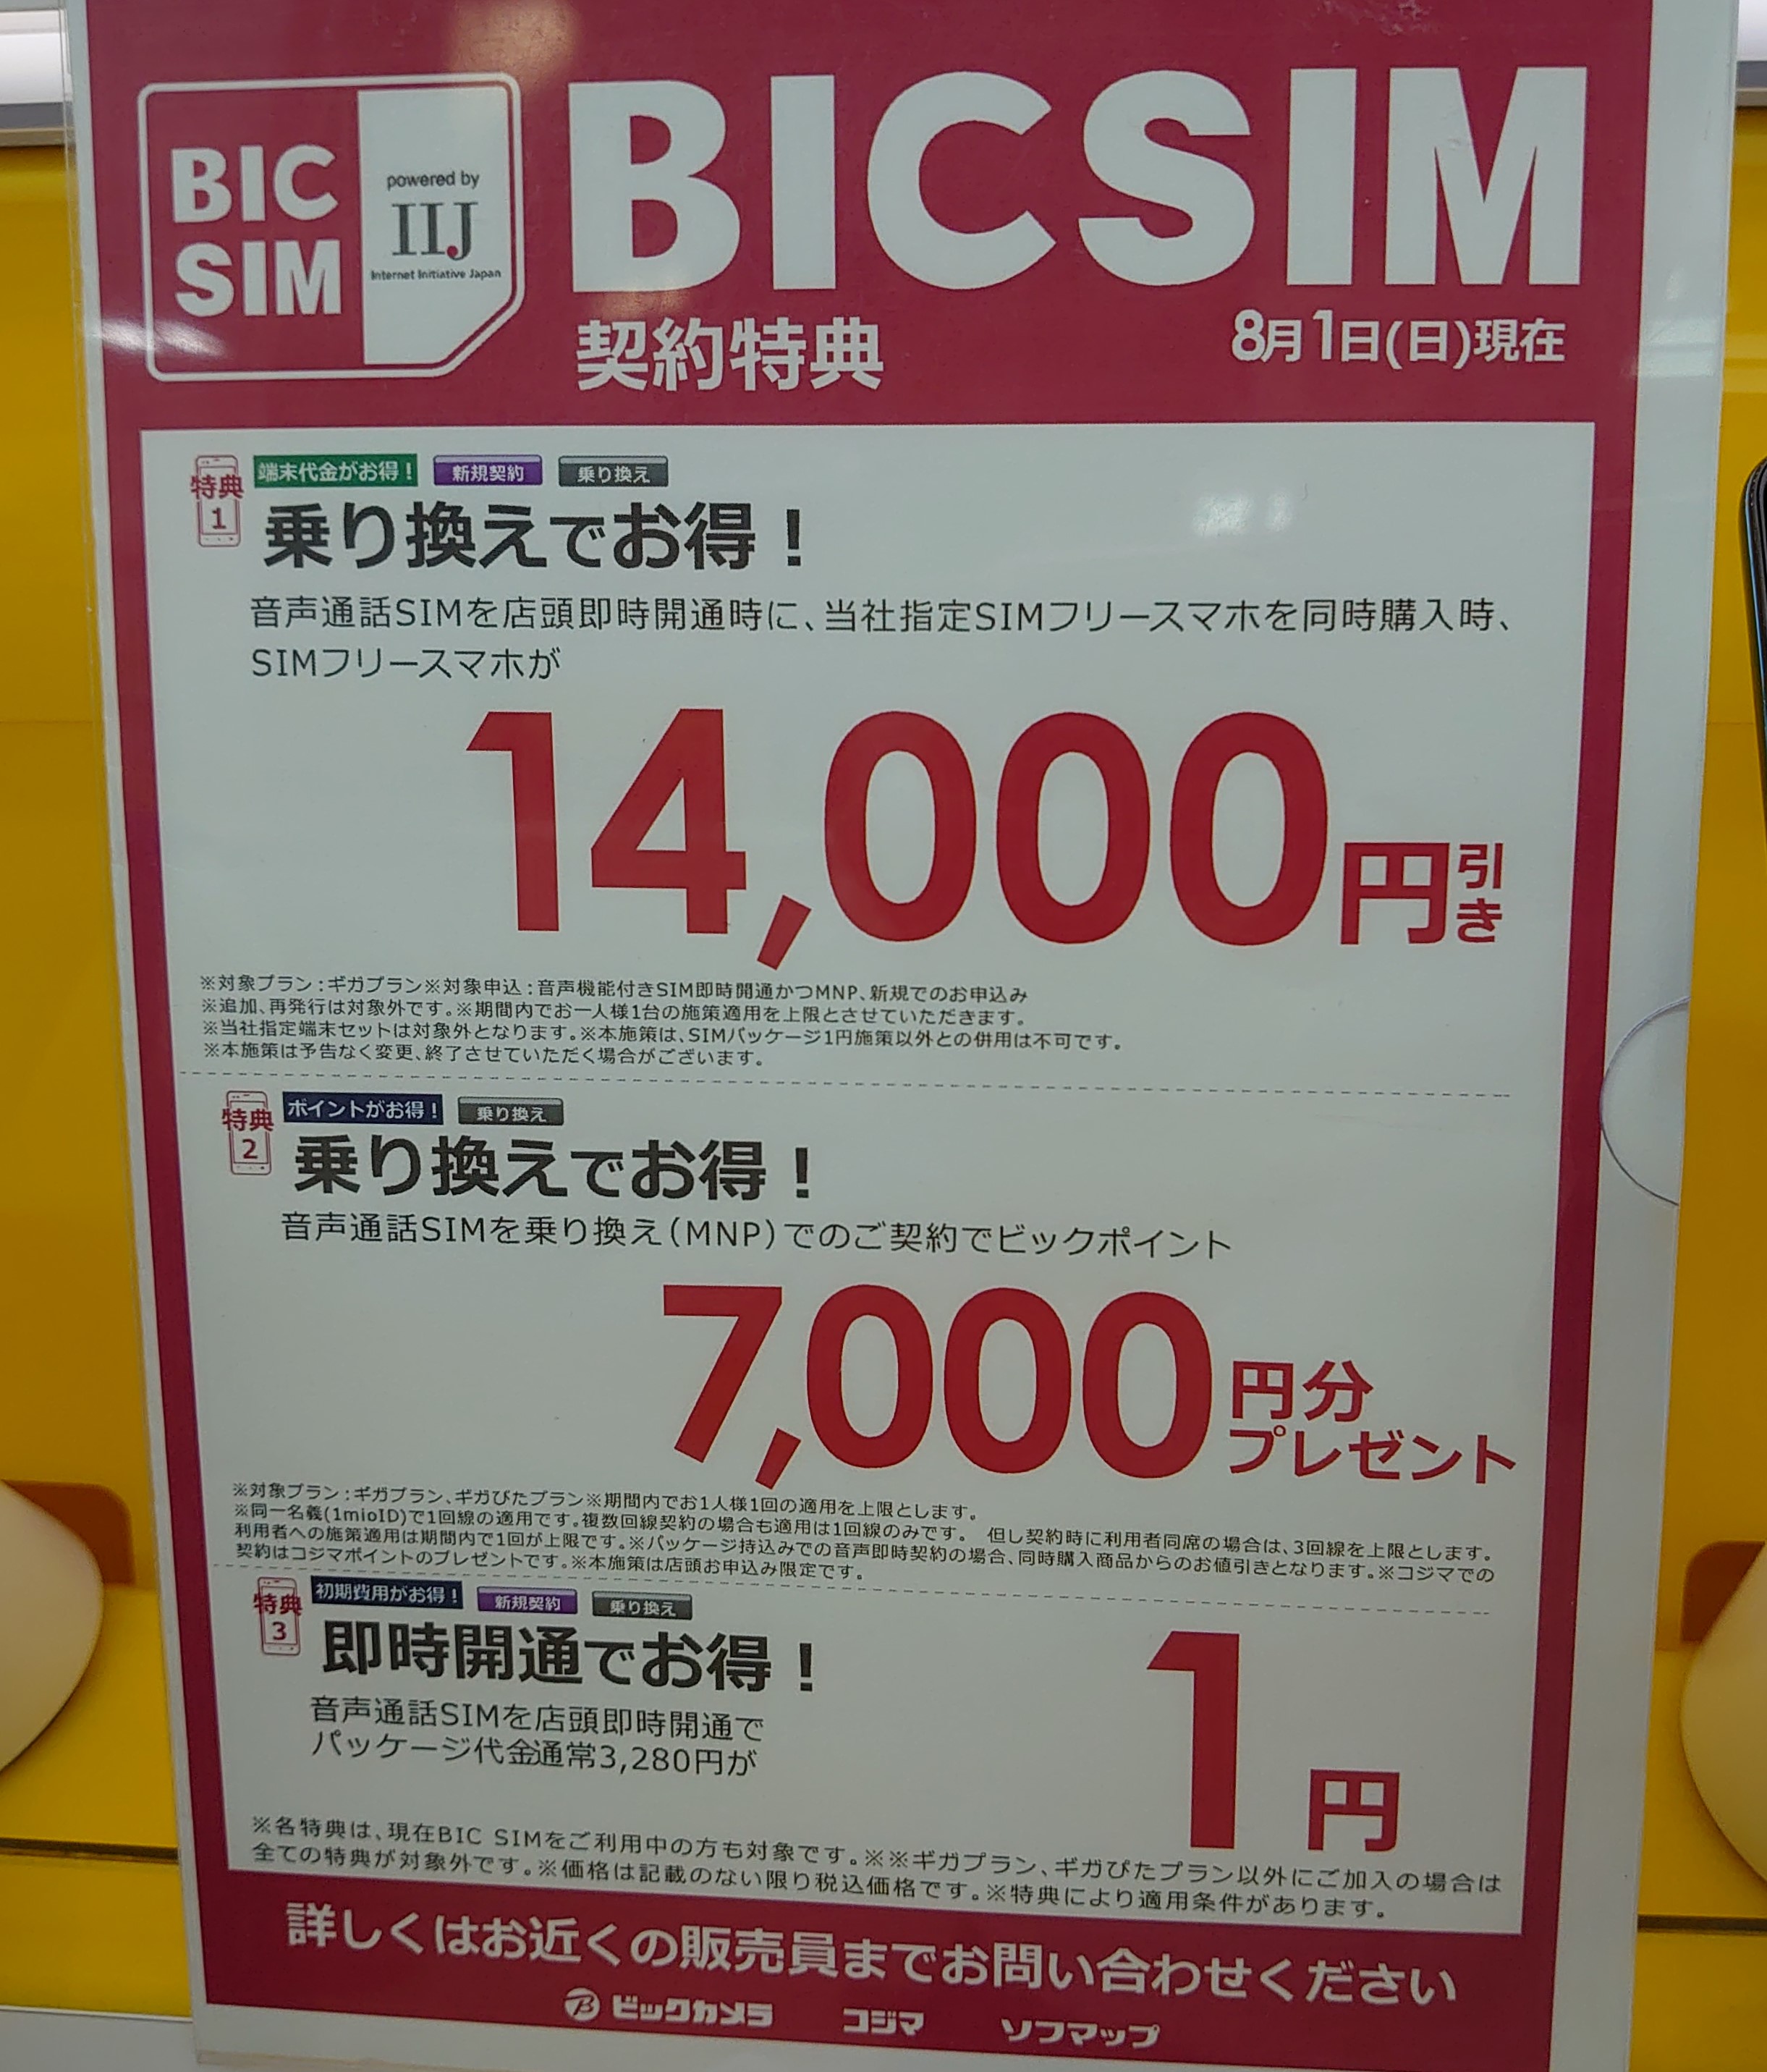 BIC
SIM
powered by
IIJ
Internet Initiative Japan
BICSIM
契約特典
8月1日(日)現在
特典
1
端末代金がお得！
新規契約
乗り換え
乗り換えでお得！
音声通話SIMを店頭即時開通時に、当社指定SIMフリースマホを同時購入時、
SIMフリースマホが
14,000円引き
※対象プラン：ギガプラン※対象申込：音声機能付きSIM即時開通かつMNP、新規でのお申込み
※追加、再発行は対象外です。※期間内でお一人様1台の施策適用を上限とさせていただきます。
※当社指定端末セットは対象外となります。※本施策は、SIMパッケージ1円施策以外との併用は不可です。
※本施策は予告なく変更、終了させていただく場合がございます。
特典
2
ポイントがお得！
乗り換え
乗り換えでお得！
音声通話SIMを乗り換え（MNP）でのご契約でビックポイント
7,000円分
プレゼント
※対象プラン：ギガプラン、ギガぴたプラン※期間内でお1人様1回の適用を上限とします。
※同一名義(1mioID)で1回線の適用です。複数回線契約の場合も適用は1回線のみです。 但し契約時に利用者同席の場合は、3回線を上限とします。
利用者への施策適用は期間内で1回が上限です。※パッケージ持込みでの音声即時契約の場合、同時購入商品からのお値引きとなります。※コジマでの
契約はコジマポイントのプレゼントです。※本施策は店頭お申込み限定です。
特典
3
初期費用がお得！
新規契約
乗り換え
即時開通でお得！
音声通話SIMを店頭即時開通で
パッケージ代金通常3,280円が
1円
※各特典は、現在BIC SIMをご利用中の方も対象です。※※ギガプラン、ギガぴたプラン以外にご加入の場合は
全ての特典が対象外です。※価格は記載のない限り税込価格です。※特典により適用条件があります。
詳しくはお近くの販売員までお問い合わせください
ビックカメラ
コジマ
ソフマップ